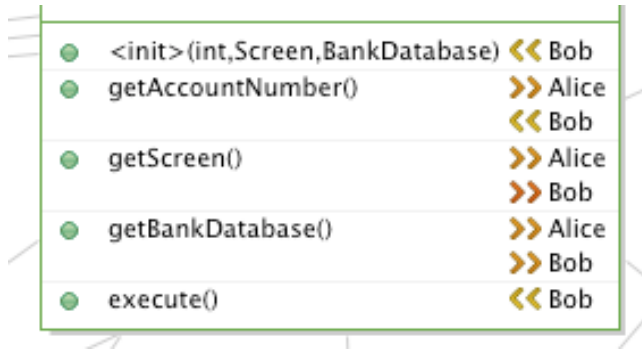 <init>(int,Screen,BankDatabase) << Bob
getAccountNumber() >> Alice
<< Bob
getScreen() >> Alice
>> Bob
getBankDatabase() >> Alice
>> Bob
execute() << Bob